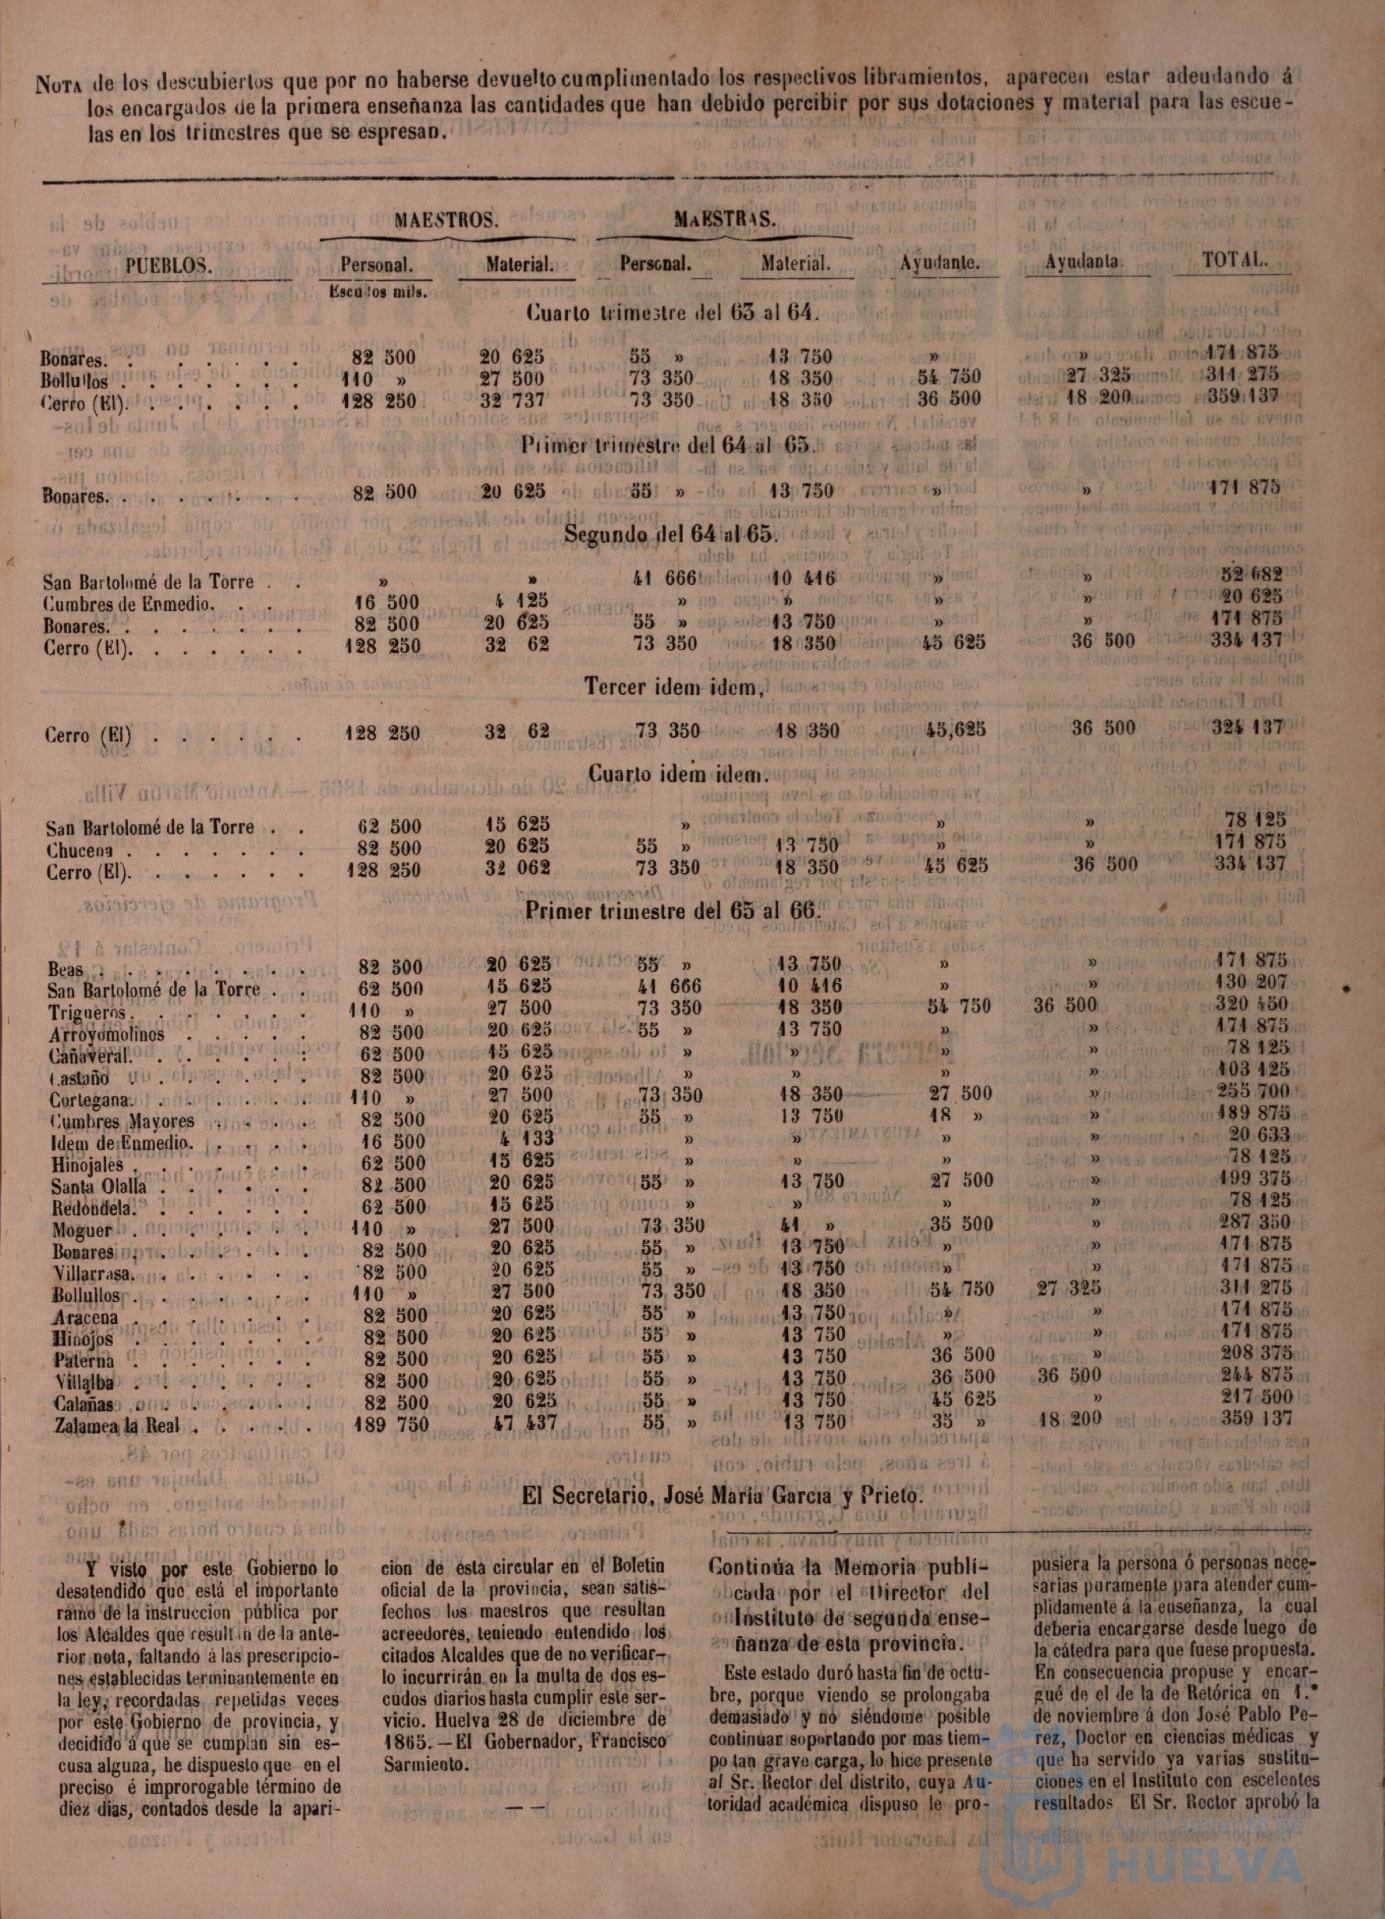 NOTA de los descubiertos que por no haberse devuelto cumplimentado los respectivos libramientos, aparecen estar adeudando á
los encargados de la primera enseñanza las cantidades que han debido percibir por sus dotaciones y material para las escue-
las en los trimestres que se espresan.
MAESTROS. MAESTRAS.
PUEBLOS. Personal. Material. Personal. Material. Ayudante. Ayudanta. TOTAL.
Escudos mils.
Cuarto trimestre del 63 al 64.
Bonares. 82 500 20 625 55 » 13 750 » » 171 875
Bollullos 110 » 27 500 73 350 18 350 54 750 27 325 311 275
Cerro (El). 128 250 32 737 73 350 18 350 36 500 18 200 359 137
Primer trimestre del 64 al 65.
Bonares. 82 500 20 625 55 » 13 750 » » 171 875
Segundo del 64 al 65.
San Bartolomé de la Torre » » 41 666 10 416 » » 52 682
Cumbres de Enmedio. 16 500 4 125 » » » » 20 625
Bonares. 82 500 20 625 55 » 13 750 » » 171 875
Cerro (El). 128 250 32 62 73 350 18 350 45 625 36 500 334 137
Tercer idem idem,
Cerro (El) 128 250 32 62 73 350 18 350 45,625 36 500 324 137
Cuarto idem idem.
San Bartolomé de la Torre 62 500 15 625 » » » 78 125
Chucena 82 500 20 625 55 » 13 750 » » 171 875
Cerro (El). 128 250 32 062 73 350 18 350 45 625 36 500 334 137
Primer trimestre del 65 al 66.
Beas 82 500 20 625 55 » 13 750 » » 171 875
San Bartolomé de la Torre 62 500 15 625 41 666 10 416 » » 130 207
Trigueros. 110 » 27 500 73 350 18 350 54 750 36 500 320 450
Arroyomolinos 82 500 20 625 55 » 13 750 » » 171 875
Cañaveral. 62 500 15 625 » » » » 78 125
Castaño 82 500 20 625 » » » » 103 125
Cortegana. 110 » 27 500 73 350 18 350 27 500 » 255 700
Cumbres Mayores 82 500 20 625 55 » 13 750 18 » » 189 875
Idem de Enmedio. 16 500 4 133 » » » » 20 633
Hinojales 62 500 15 625 » » » » 78 125
Santa Olalla 82 500 20 625 55 » 13 750 27 500 » 199 375
Redondela. 62 500 15 625 » » » » 78 125
Moguer 110 » 27 500 73 350 41 » 35 500 » 287 350
Bonares 82 500 20 625 55 » 13 750 » » 171 875
Villarrasa. 82 500 20 625 55 » 13 750 » » 171 875
Bollullos 110 » 27 500 73 350 18 350 54 750 27 325 311 275
Aracena 82 500 20 625 55 » 13 750 » » 171 875
Hinojos 82 500 20 625 55 » 13 750 » » 171 875
Paterna 82 500 20 625 55 » 13 750 36 500 » 208 375
Villalba 82 500 20 625 55 » 13 750 36 500 36 500 244 875
Calañas 82 500 20 625 55 » 13 750 45 625 » 217 500
Zalamea la Real 189 750 47 437 55 » 13 750 35 » 18 200 359 137
El Secretario, José María García y Prieto.
Y visto por este Gobierno lo
desatendido que está el importante
ramo de la instruccion pública por
los Alcaldes que resultan de la ante-
rior nota, faltando á las prescripcio-
nes establecidas terminantemente en
la ley, recordadas repetidas veces
por este Gobierno de provincia, y
decidido á que se cumplan sin es-
cusa alguna, he dispuesto que en el
preciso é improrogable término de
diez dias, contados desde la apari-
cion de esta circular en el Boletin
oficial de la provincia, sean satis-
fechos los maestros que resultan
acreedores, teniendo entendido los
citados Alcaldes que de no verificar-
lo incurrirán en la multa de dos es-
cudos diarios hasta cumplir este ser-
vicio. Huelva 28 de diciembre de
1865.—El Gobernador, Francisco
Sarmiento.
Continúa la Memoria publi-
cada por el Director del
Instituto de segunda ense-
ñanza de esta provincia.
Este estado duró hasta fin de octu-
bre, porque viendo se prolongaba
demasiado y no siéndome posible
continuar soportando por mas tiem-
po tan grave carga, lo hice presente
al Sr. Rector del distrito, cuya Au-
toridad académica dispuso le pro-
pusiera la persona ó personas nece-
sarias puramente para atender cum-
plidamente á la enseñanza, la cual
deberia encargarse desde luego de
la cátedra para que fuese propuesta.
En consecuencia propuse y encar-
gué de el de la de Retórica en 1.º
de noviembre á don José Pablo Pe-
rez, Doctor en ciencias médicas y
que ha servido ya varias sustitu-
ciones en el Instituto con escelentes
resultados El Sr. Rector aprobó la
Ayuntamiento de
HUELVA